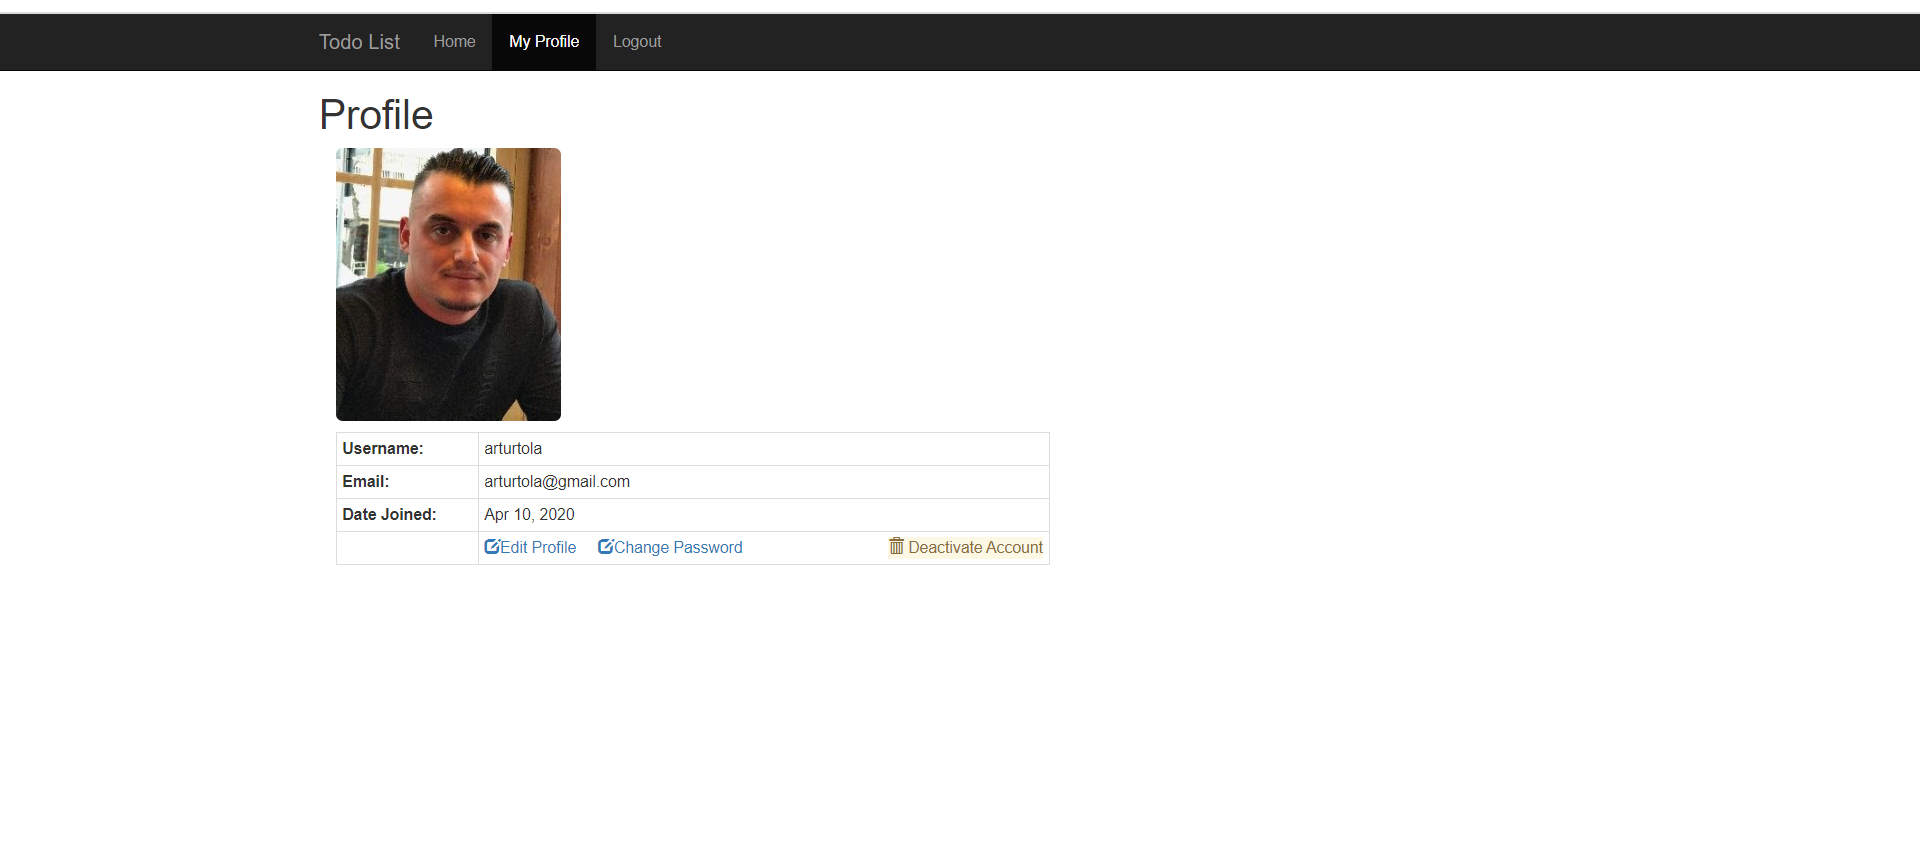 Todo List Home My Profile Logout
Profile
Username: arturtola
Email: arturtola@gmail.com
Date Joined: Apr 10, 2020
Edit Profile Change Password Deactivate Account